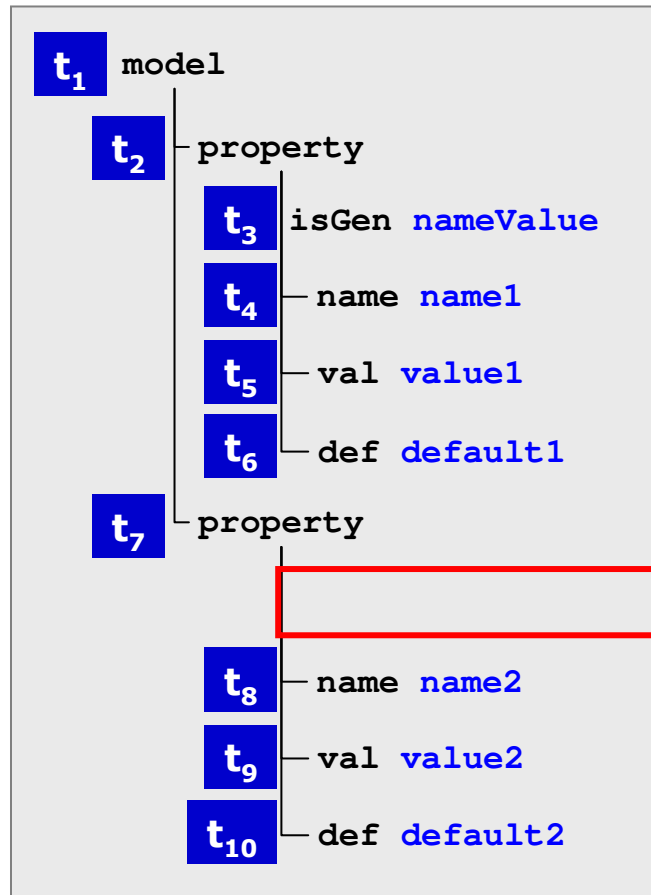 t1 model
t2 property
t3 isGen nameValue
t4 name name1
t5 val value1
t6 def default1
t7 property
t8 name name2
t9 val value2
t10 def default2